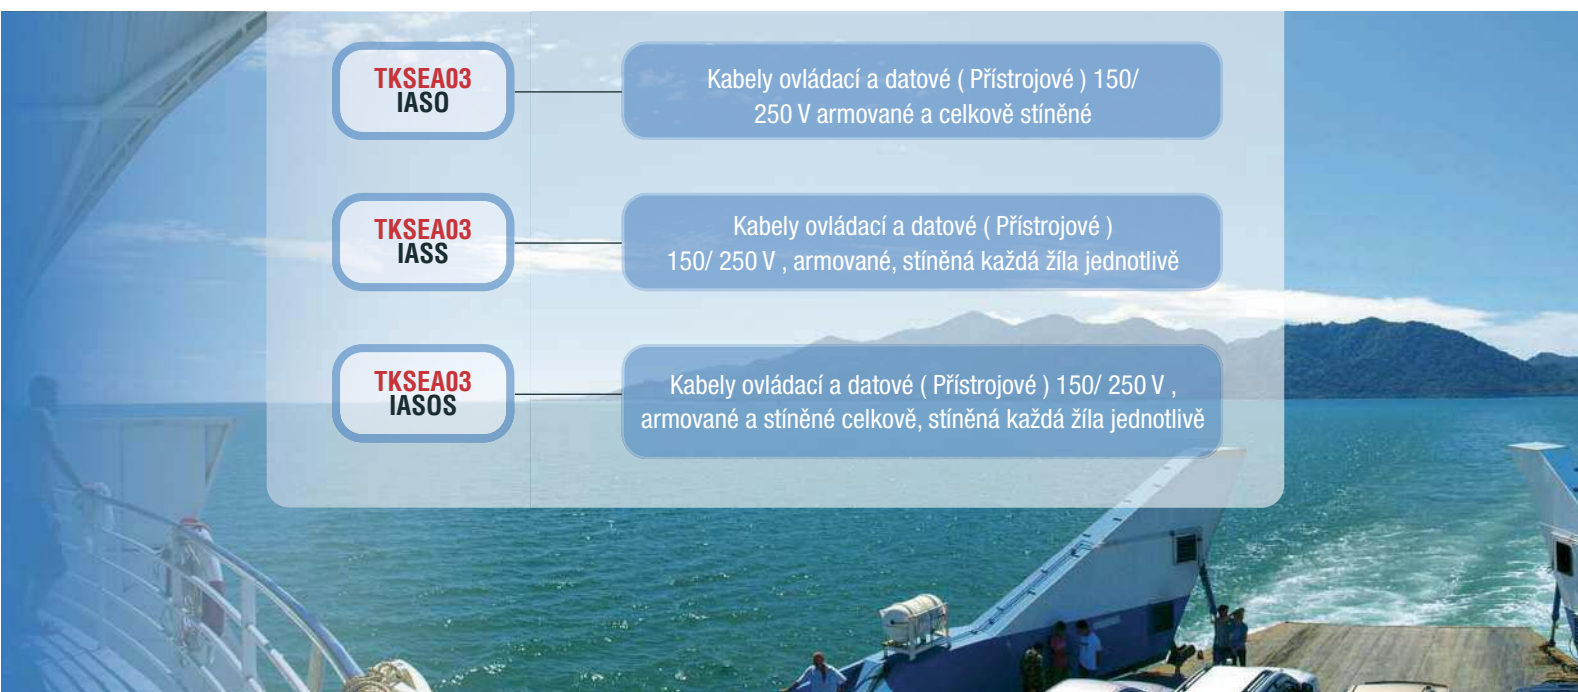 TKSEA03
IASO
Kabely ovládací a datové ( Přístrojové ) 150/
250 V armované a celkově stíněné
TKSEA03
IASS
Kabely ovládací a datové ( Přístrojové )
150/ 250 V , armované, stíněná každá žíla jednotlivě
TKSEA03
IASOS
Kabely ovládací a datové ( Přístrojové ) 150/ 250 V ,
armované a stíněné celkově, stíněná každá žíla jednotlivě